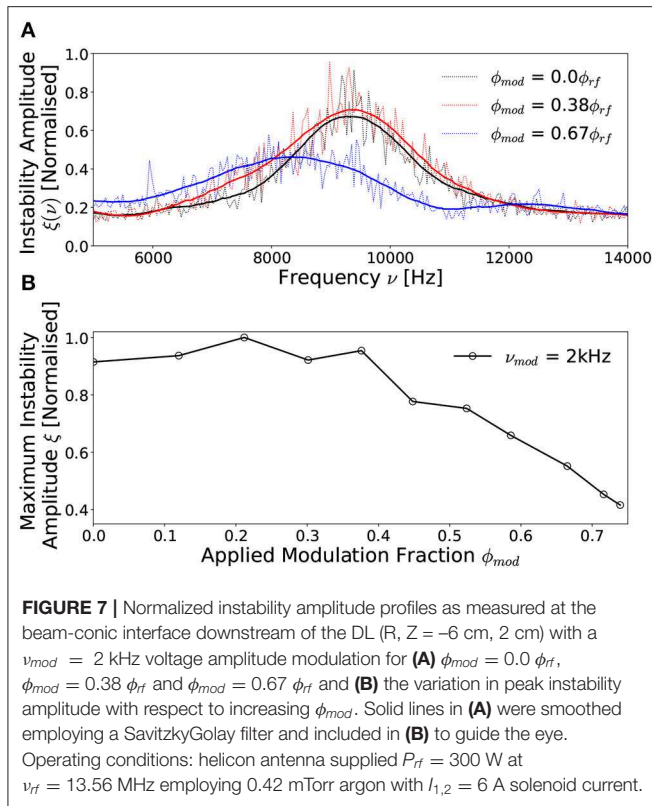 A
Instability Amplitude
ξ(ν) [Normalised]
1.0
0.8
0.6
0.4
0.2
0.0
ϕmod = 0.0ϕrf
ϕmod = 0.38ϕrf
ϕmod = 0.67ϕrf
6000 8000 10000 12000 14000
Frequency ν [Hz]
B
Maximum Instability
Amplitude ξ [Normalised]
1.0
0.8
0.6
0.4
νmod = 2kHz
0.0 0.1 0.2 0.3 0.4 0.5 0.6 0.7
Applied Modulation Fraction ϕmod
FIGURE 7 | Normalized instability amplitude profiles as measured at the
beam-conic interface downstream of the DL (R, Z = –6 cm, 2 cm) with a
νmod = 2 kHz voltage amplitude modulation for (A) ϕmod = 0.0 ϕrf,
ϕmod = 0.38 ϕrf and ϕmod = 0.67 ϕrf and (B) the variation in peak instability
amplitude with respect to increasing ϕmod. Solid lines in (A) were smoothed
employing a SavitzkyGolay filter and included in (B) to guide the eye.
Operating conditions: helicon antenna supplied Prf = 300 W at
νrf = 13.56 MHz employing 0.42 mTorr argon with I1,2 = 6 A solenoid current.